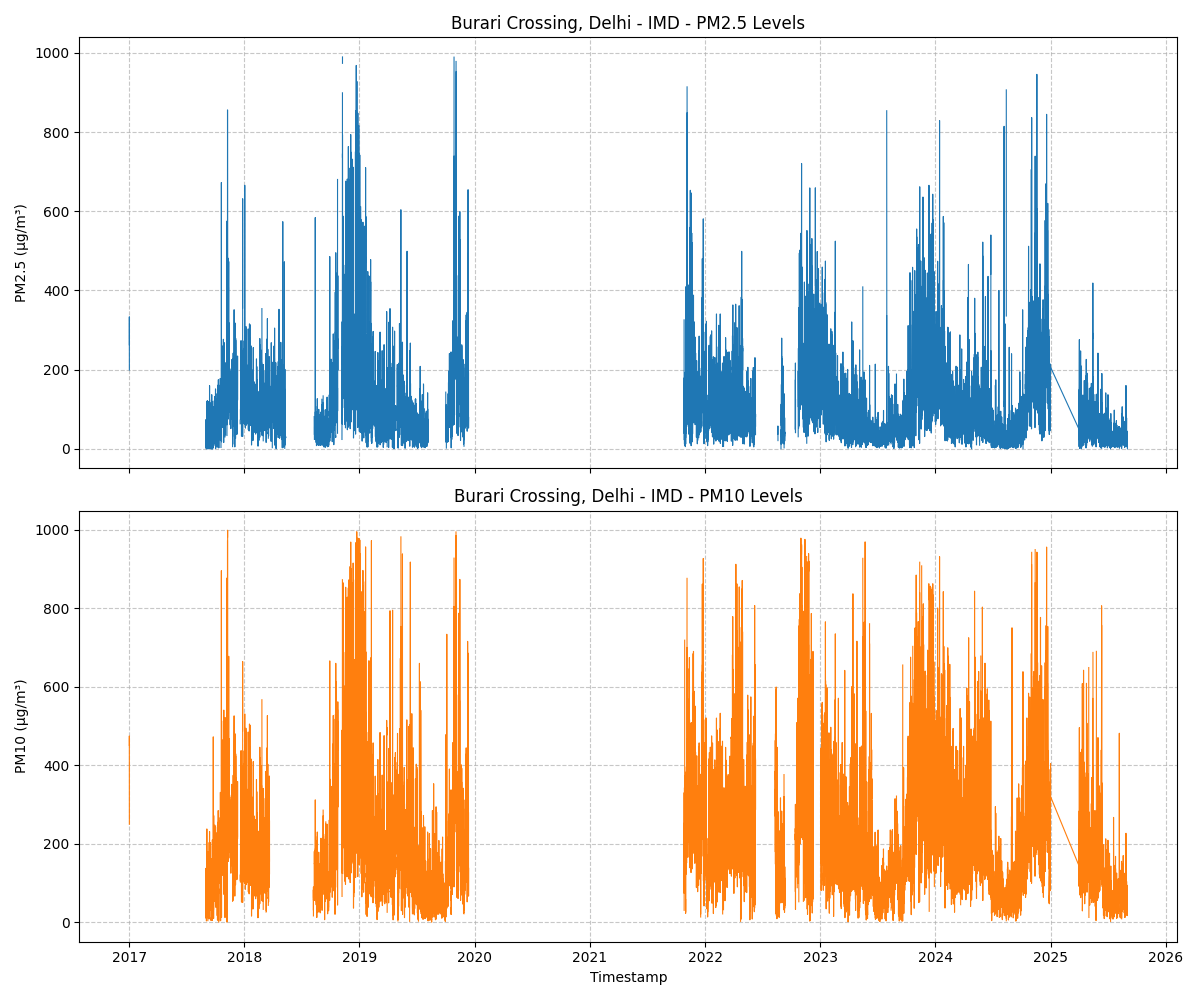 Burari Crossing, Delhi - IMD - PM2.5 Levels
1000
800
600
400
200
0
PM2.5 (µg/m³)
Burari Crossing, Delhi - IMD - PM10 Levels
1000
800
600
400
200
0
PM10 (µg/m³)
2017 2018 2019 2020 2021 2022 2023 2024 2025 2026
Timestamp